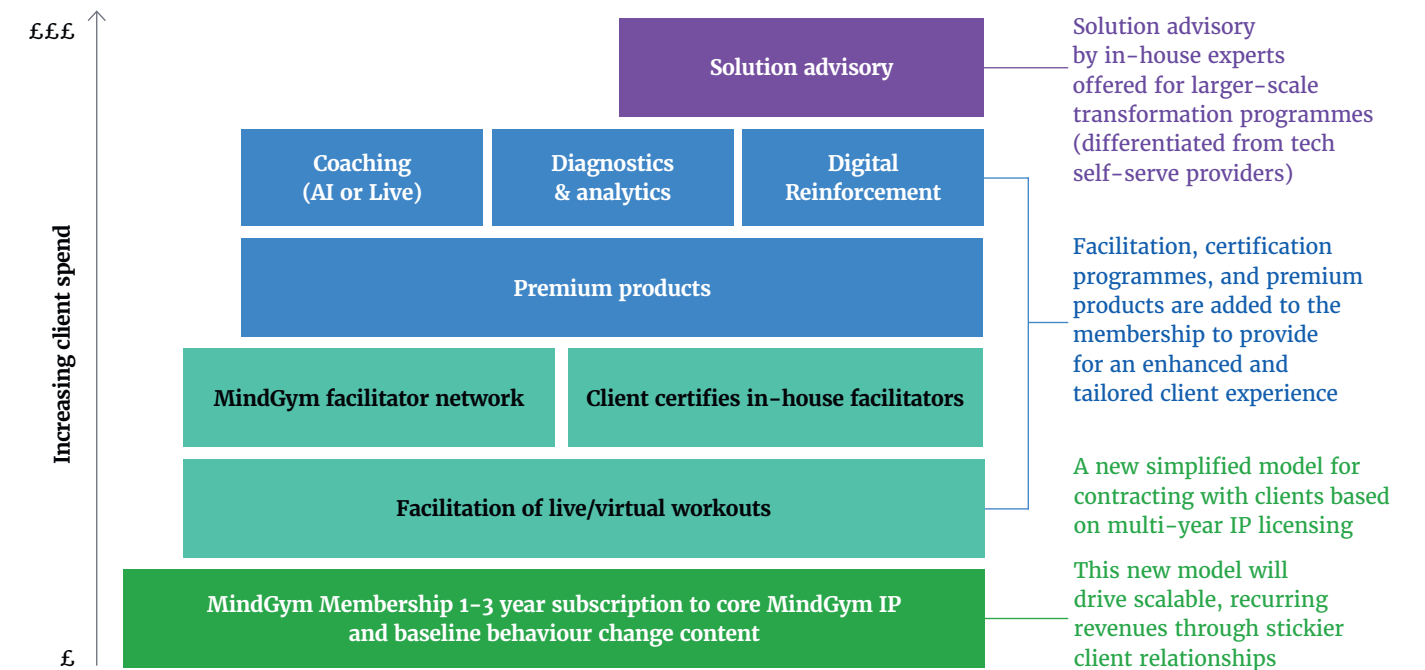 £££
Increasing client spend
£
Solution advisory
Coaching
(AI or Live)
Diagnostics
& analytics
Digital
Reinforcement
Premium products
MindGym facilitator network
Client certifies in-house facilitators
Facilitation of live/virtual workouts
MindGym Membership 1-3 year subscription to core MindGym IP
and baseline behaviour change content
Solution advisory
by in-house experts
offered for larger-scale
transformation programmes
(differentiated from tech
self-serve providers)
Facilitation, certification
programmes, and premium
products are added to the
membership to provide
for an enhanced and
tailored client experience
A new simplified model for
contracting with clients based
on multi-year IP licensing
This new model will
drive scalable, recurring
revenues through stickier
client relationships